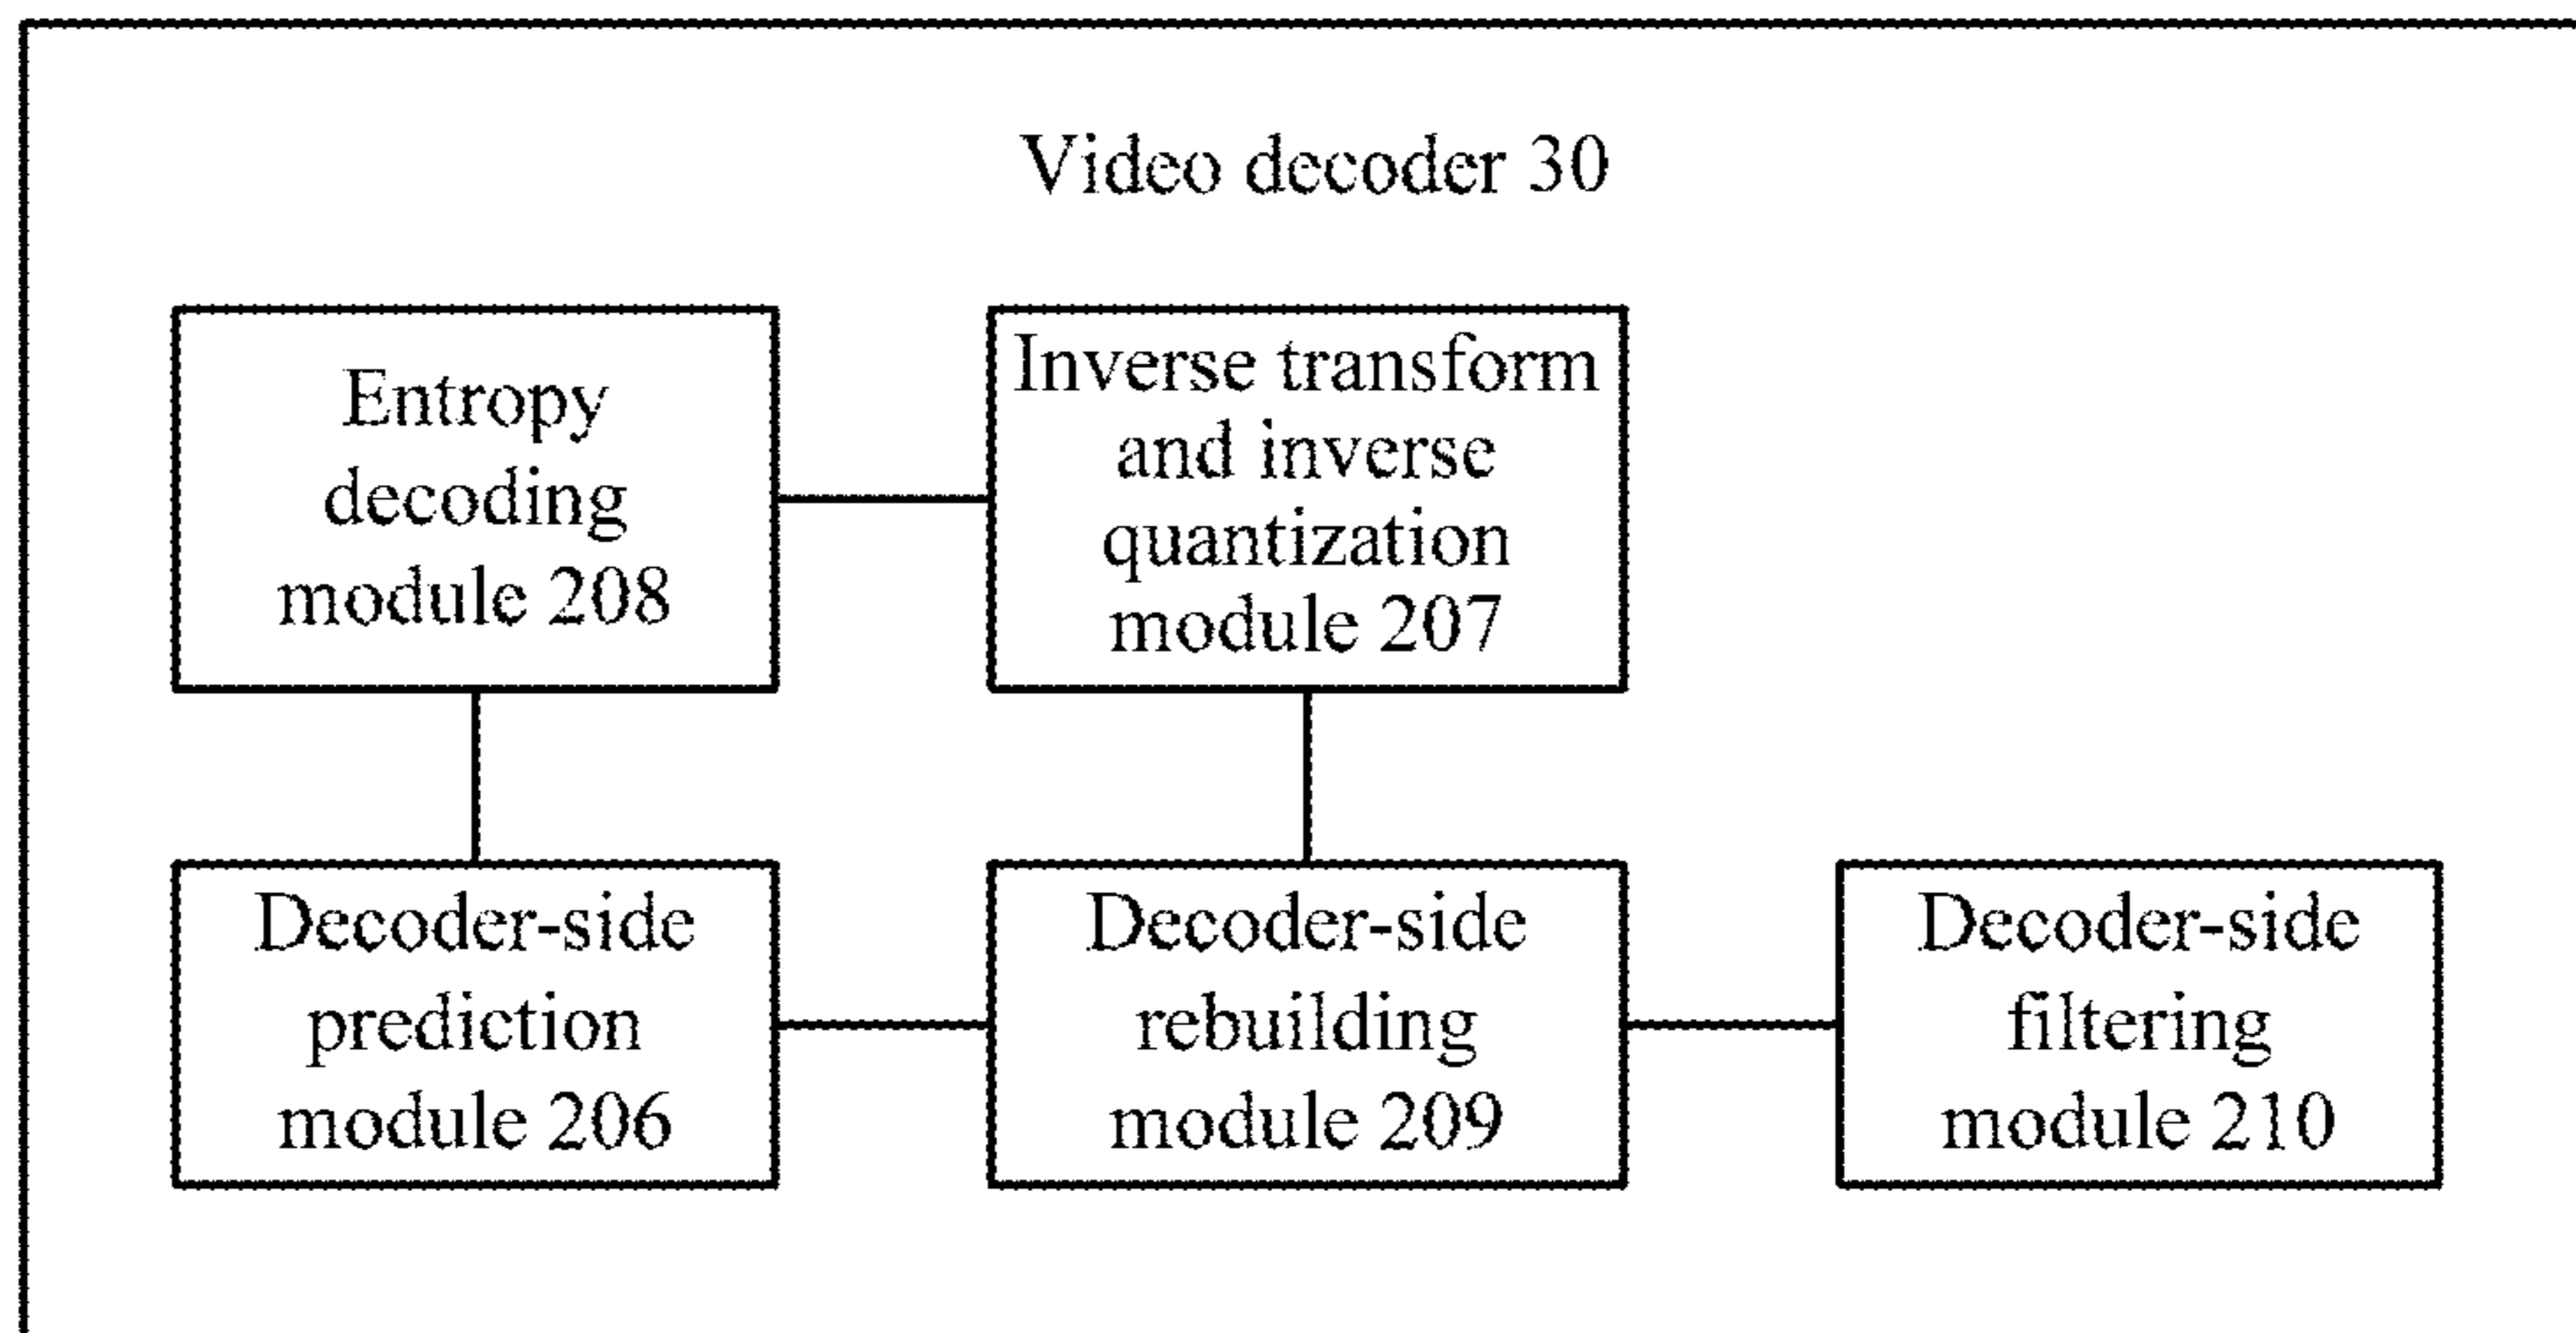 Video decoder 30
Entropy
decoding
module 208
Inverse transform
and inverse
quantization
module 207
Decoder-side
prediction
module 206
Decoder-side
rebuilding
module 209
Decoder-side
filtering
module 210